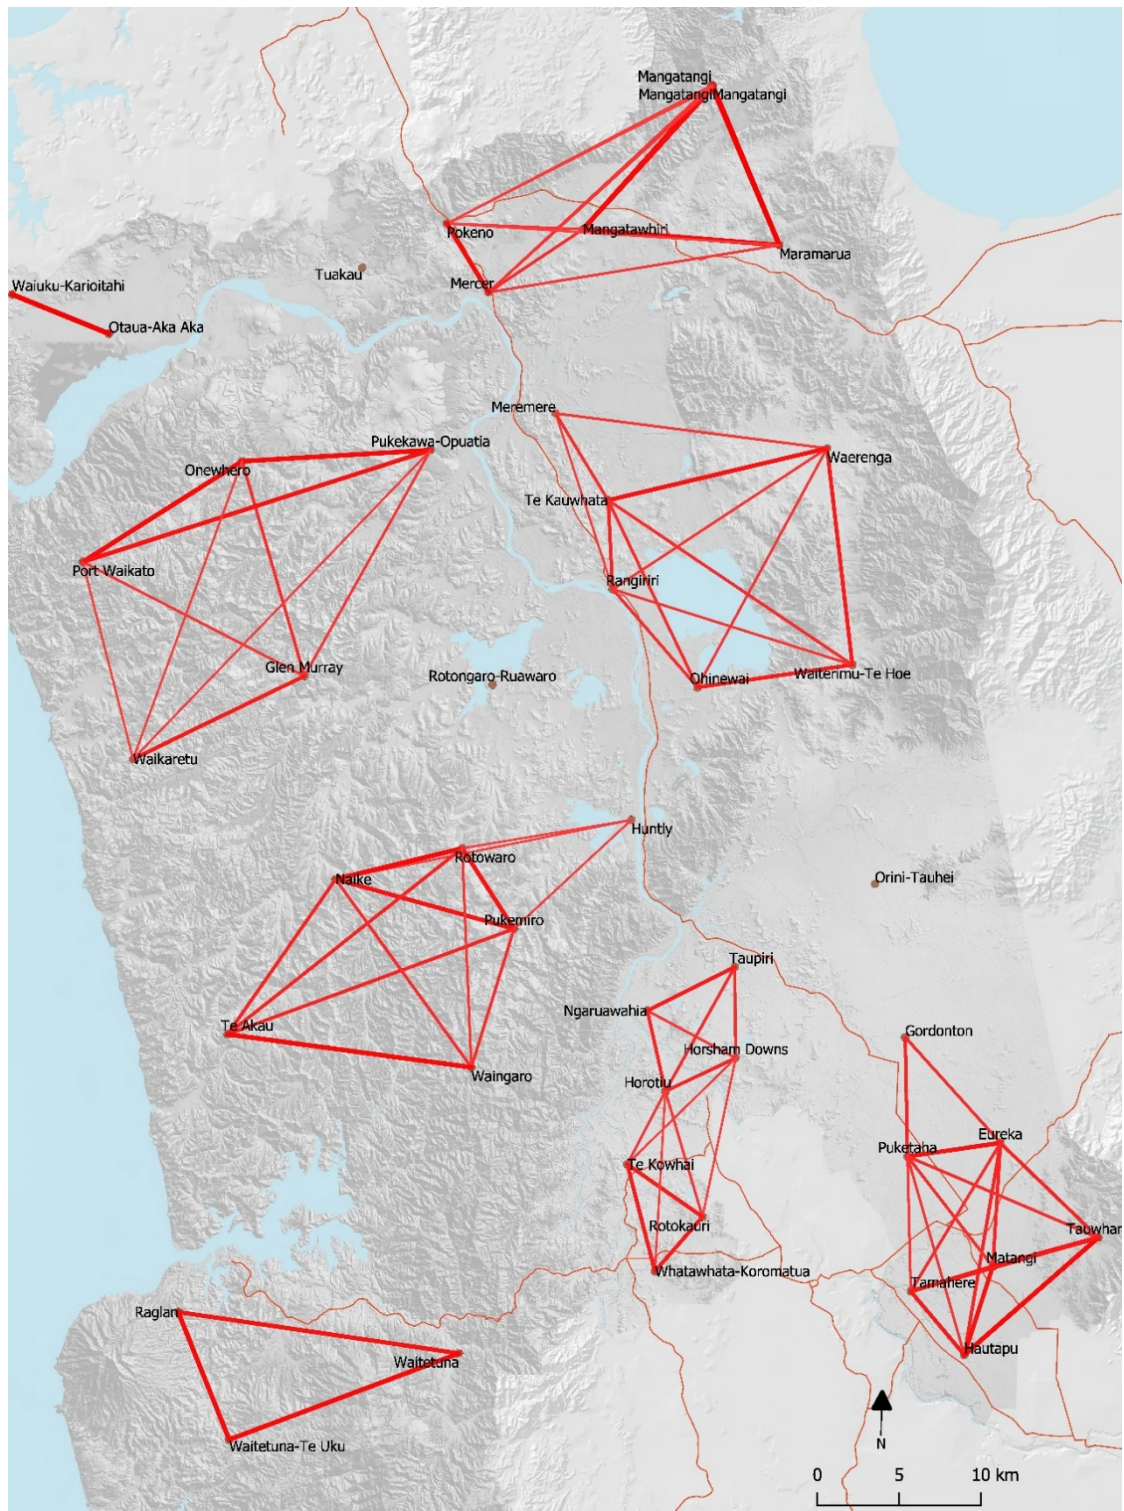 Mangatangi
MangatangiMangatangi
Pokeno
Mangatawhiri
Maramarua
Tuakau
Mercer
Waiuku-Karioitahi
Otaua-Aka Aka
Meremere
Pukekawa-Opuatia
Onewhero
Waerenga
Te Kauwhata
Port Waikato
Rangiriri
Glen Murray
Rotongaro-Ruawaro
Ohinewai
Waerenga
Waikaretu
Huntly
Rotowaro
Naike
Orini-Tauhei
Pukemiro
Taupiri
Ngaruawahia
Te Akau
Gordonton
Horsham Downs
Waingaro
Horotiu
Eureka
Puketaha
Te Kowhai
Rotokauri
Tauwhar
Matangi
Whatawhata-Koromatua
Tamahere
Raglan
Hautapu
Waitetuna
Waitetuna-Te Uku
N
0 5 10 km